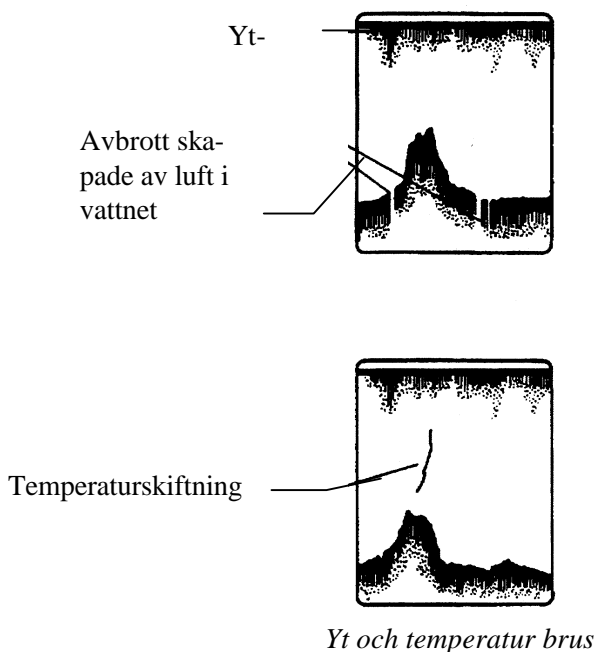 Yt-
Avbrott ska-
pade av luft i
vattnet
Temperaturskiftning
Yt och temperatur brus